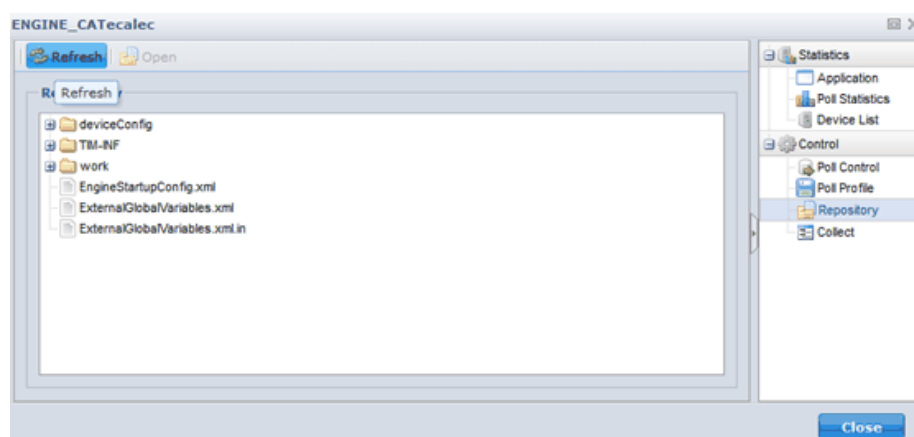 ENGINE_CATecalec
Refresh Open
Refresh
deviceConfig
TIM-INF
work
EngineStartupConfig.xml
ExternalGlobalVariables.xml
ExternalGlobalVariables.xml.in
Statistics
Application
Poll Statistics
Device List
Control
Poll Control
Poll Profile
Repository
Collect
Close